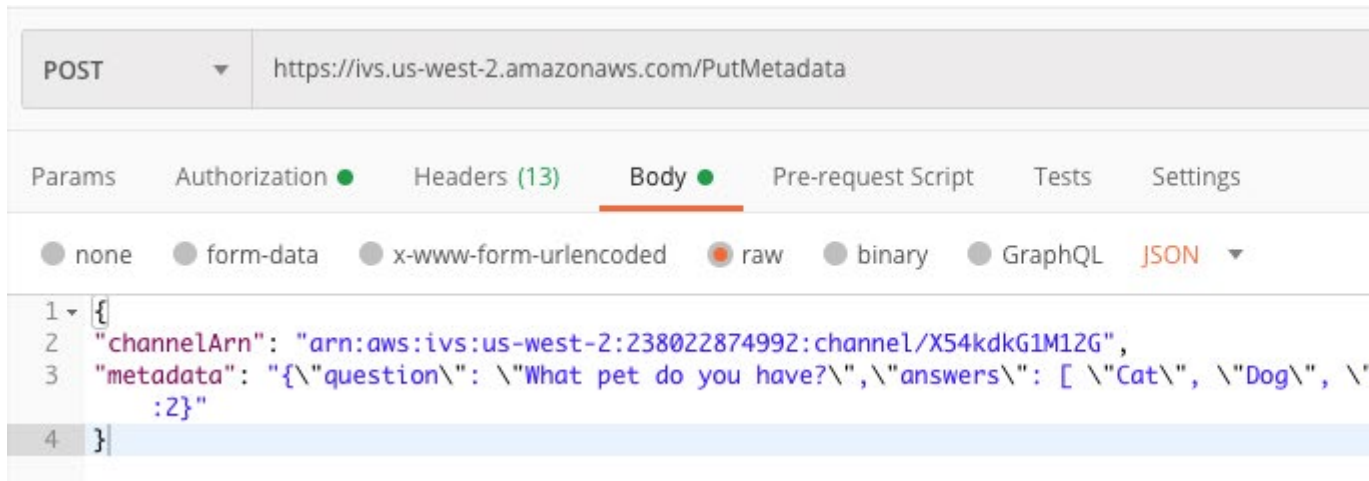 POST https://ivs.us-west-2.amazonaws.com/PutMetadata
Params Authorization Headers (13) Body Pre-request Script Tests Settings
none form-data x-www-form-urlencoded raw binary GraphQL JSON
1 {
2 "channelArn": "arn:aws:ivs:us-west-2:238022874992:channel/X54kdkG1M12G",
3 "metadata": "{\"question\": \"What pet do you have?\",\"answers\": [ \"Cat\", \"Dog\", \"
:2}"
4 }